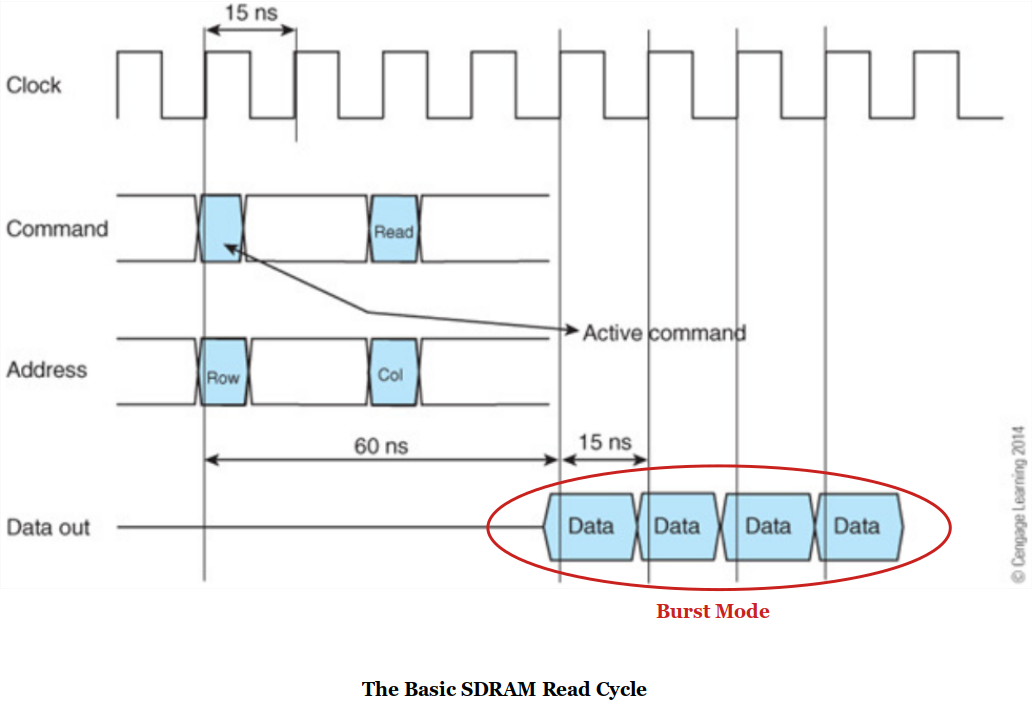 15 ns
Clock
Command
Read
Active command
Address
Row
Col
60 ns
15 ns
Data out
Data
Data
Data
Data
Burst Mode
© Cengage Learning 2014
The Basic SDRAM Read Cycle